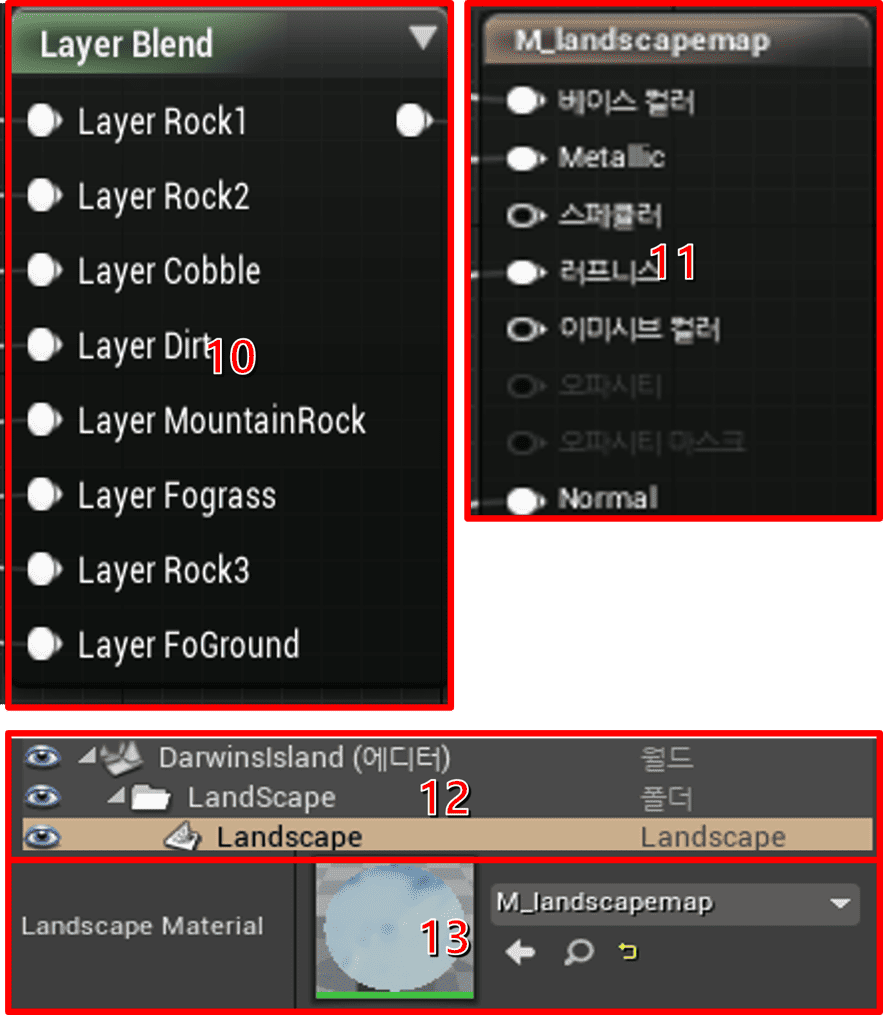 Layer Blend
Layer Rock1
Layer Rock2
Layer Cobble
Layer Dirt
10
Layer MountainRock
Layer Fograss
Layer Rock3
Layer FoGround
M_landscapemap
베이스 컬러
Metallic
스페큘러
러프니스
11
이미시브 컬러
오파시티
오파시티 마스크
Normal
DarwinsIsland (에디터) 월드
LandScape 폴더
12
Landscape Landscape
Landscape Material
13
M_landscapemap